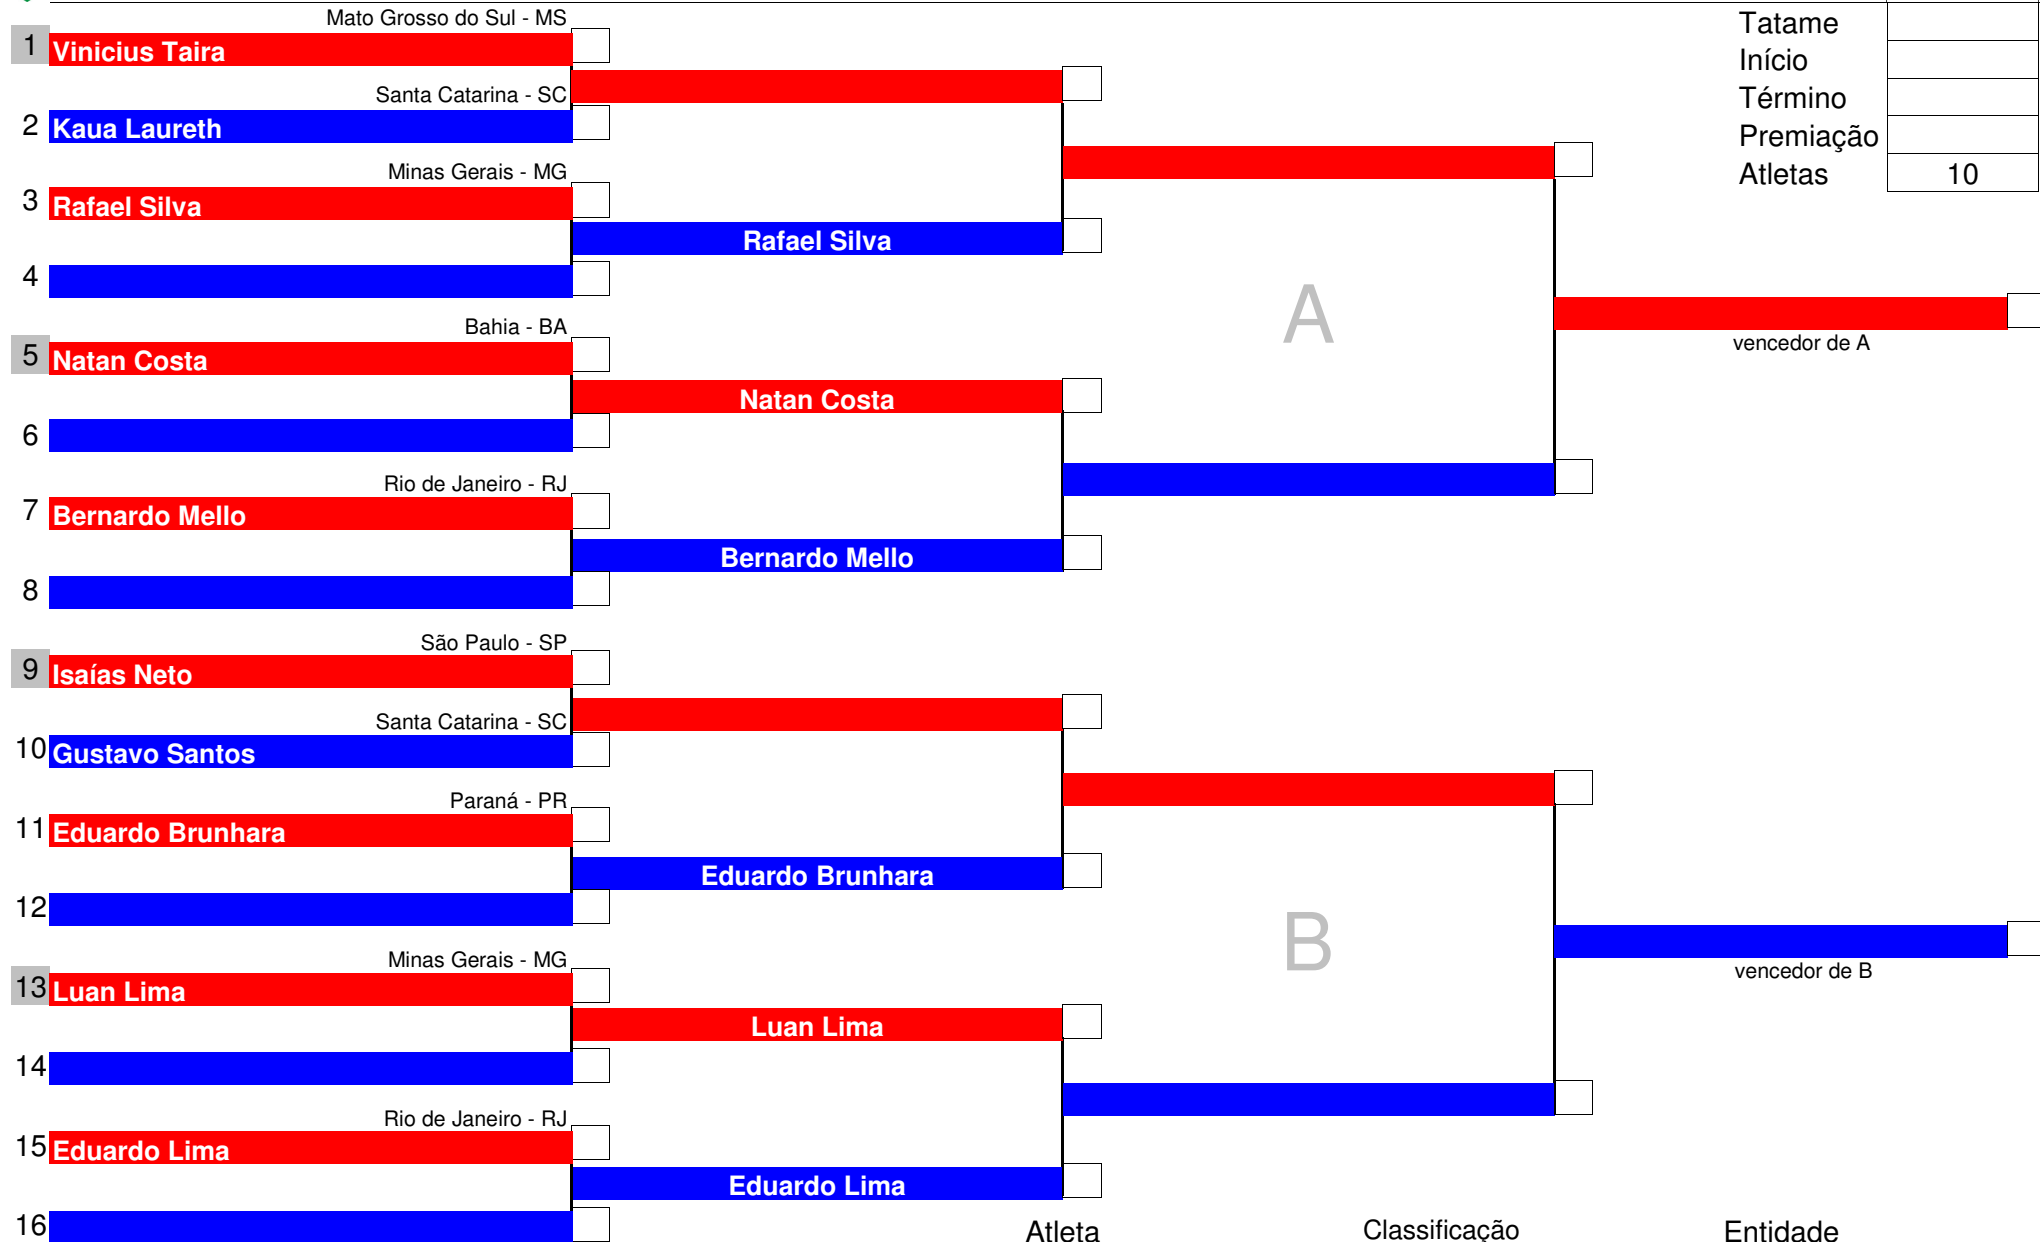 Mato Grosso do Sul - MS
1 Vinicius Taira
Santa Catarina - SC
2 Kaua Laureth
Minas Gerais - MG
3 Rafael Silva
Rafael Silva
4
Bahia - BA
5 Natan Costa
Natan Costa
6
Rio de Janeiro - RJ
7 Bernardo Mello
Bernardo Mello
8
São Paulo - SP
9 Isaías Neto
Santa Catarina - SC
10 Gustavo Santos
Paraná - PR
11 Eduardo Brunhara
Eduardo Brunhara
12
Minas Gerais - MG
13 Luan Lima
Luan Lima
14
Rio de Janeiro - RJ
15 Eduardo Lima
Eduardo Lima
16
A
B
Tatame
Início
Término
Premiação
Atletas 10
vencedor de A
vencedor de B
Atleta Classificação Entidade